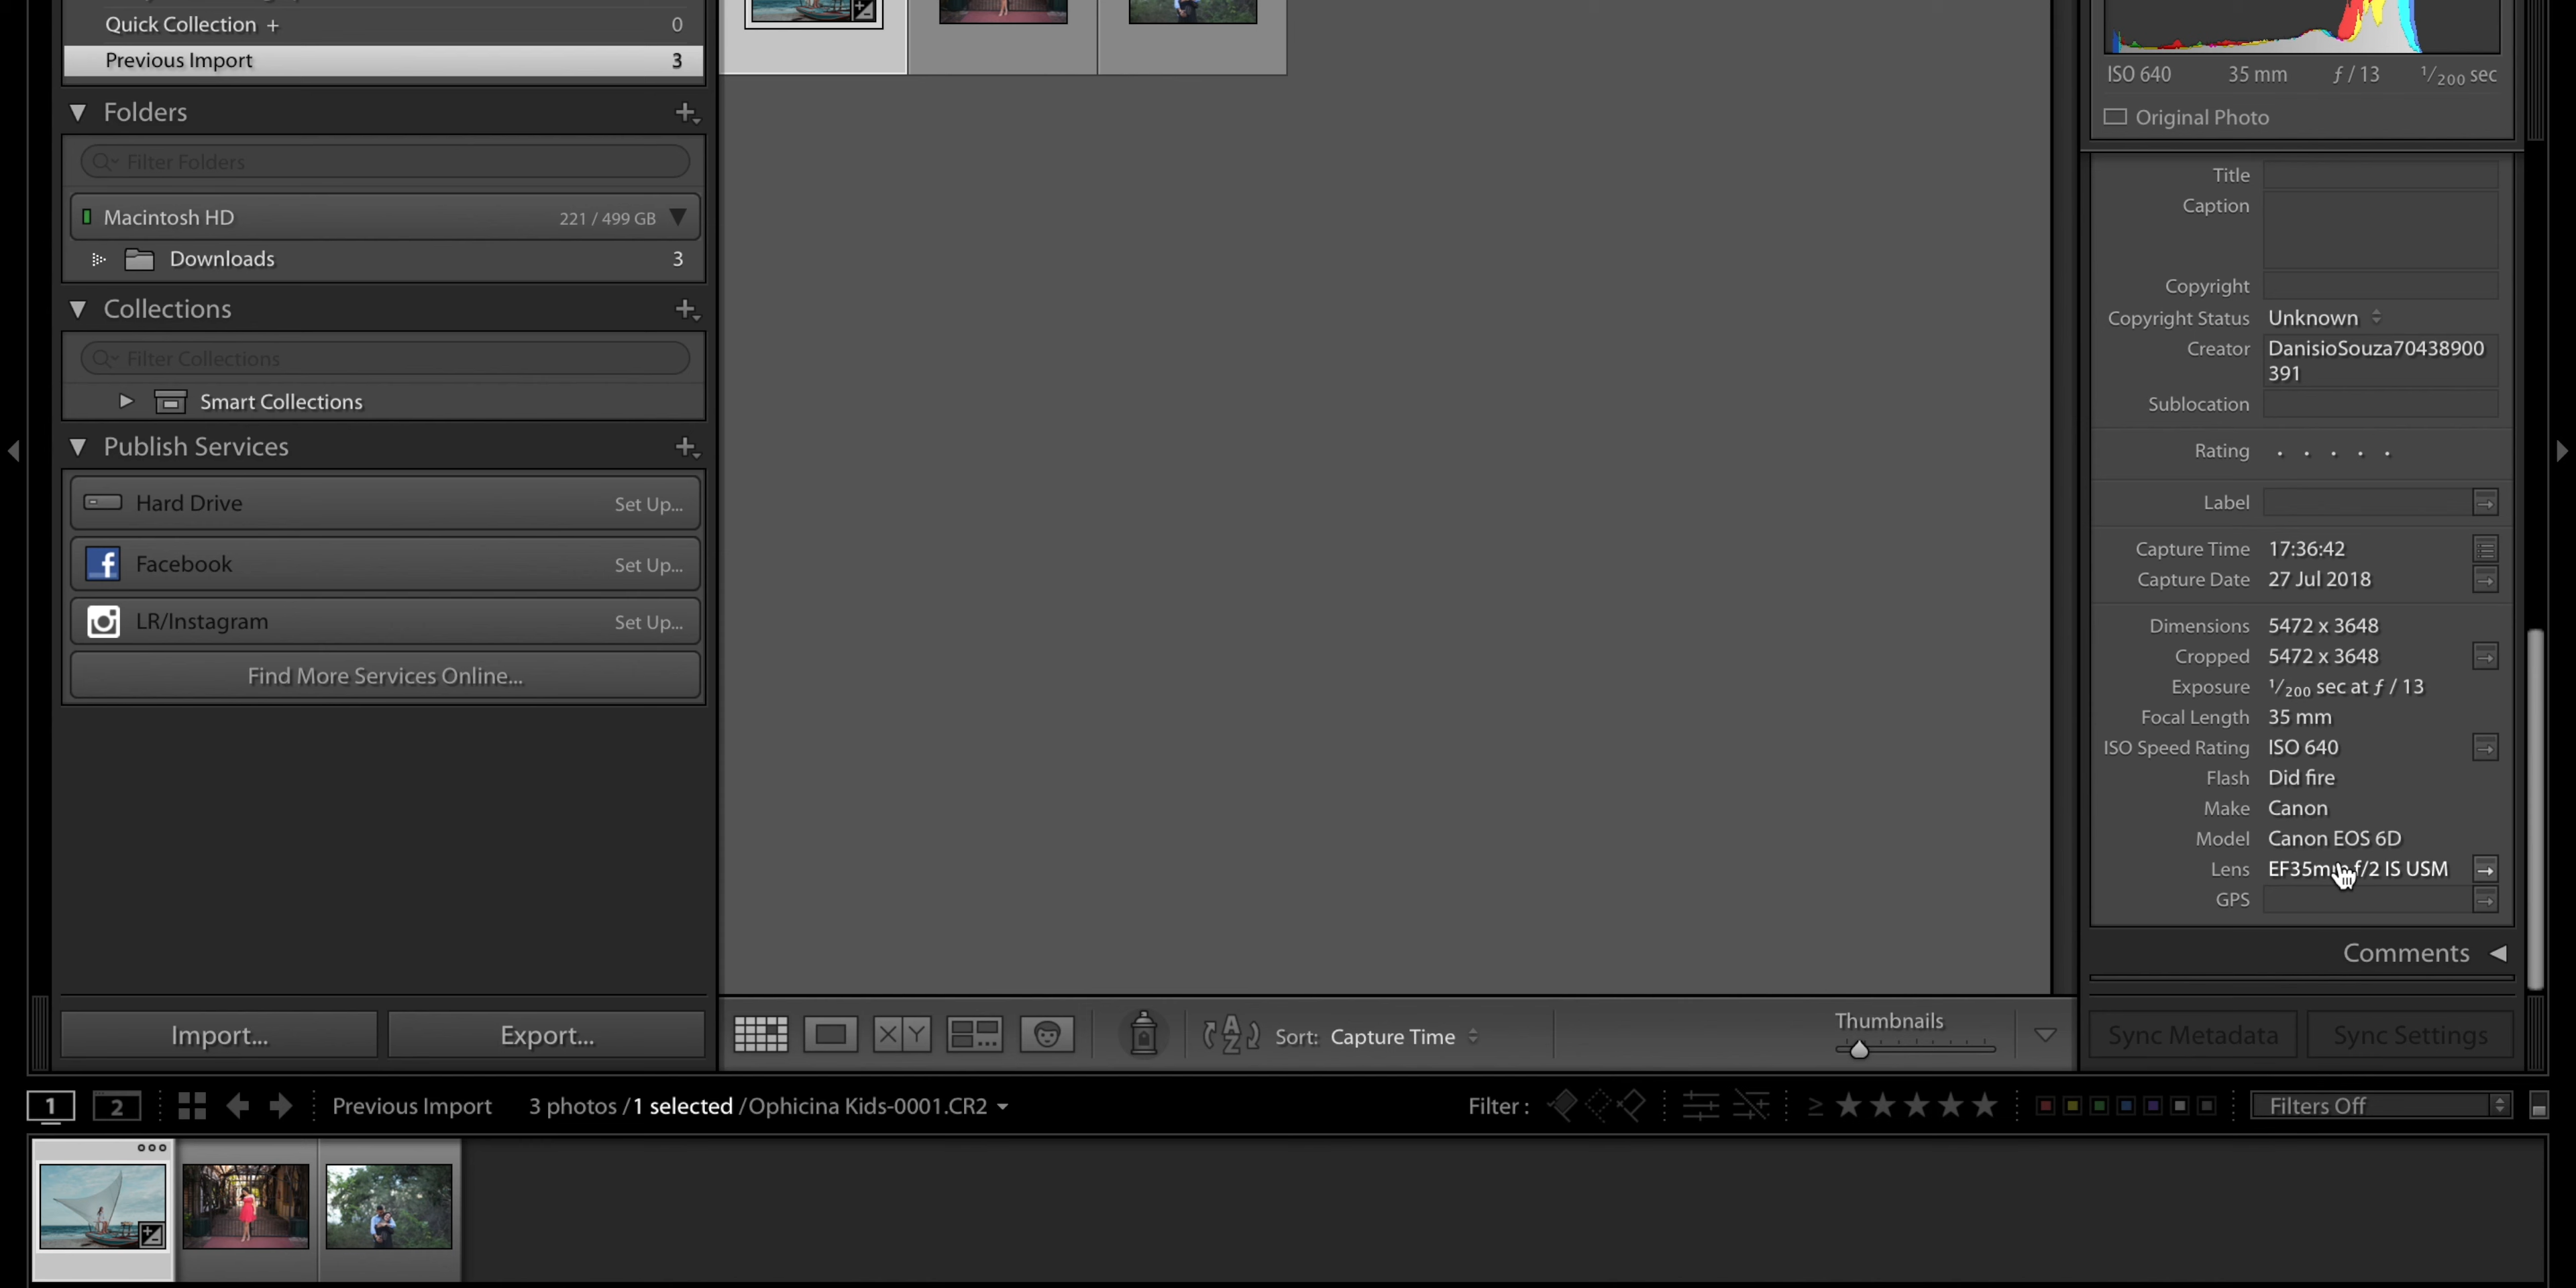 Quick Collection + 0
Previous Import 3
Folders
Filter Folders
Macintosh HD 221 / 499 GB
Downloads 3
Collections
Filter Collections
Smart Collections
Publish Services
Hard Drive Set Up...
Facebook Set Up...
LR/Instagram Set Up...
Find More Services Online...
Import... Export...
XY
Sort: Capture Time
Thumbnails
ISO 640 35 mm ƒ / 13 1/200 sec
Original Photo
Title
Caption
Copyright
Copyright Status Unknown
Creator DanisioSouza70438900
391
Sublocation
Rating . . . . .
Label
Capture Time 17:36:42
Capture Date 27 Jul 2018
Dimensions 5472 x 3648
Cropped 5472 x 3648
Exposure 1/200 sec at ƒ / 13
Focal Length 35 mm
ISO Speed Rating ISO 640
Flash Did fire
Make Canon
Model Canon EOS 6D
Lens EF35mm f/2 IS USM
GPS
Comments
Sync Metadata Sync Settings
1 2 Previous Import 3 photos / 1 selected / Ophicina Kids-0001.CR2 Filter : ≥ ★★★★★ Filters Off